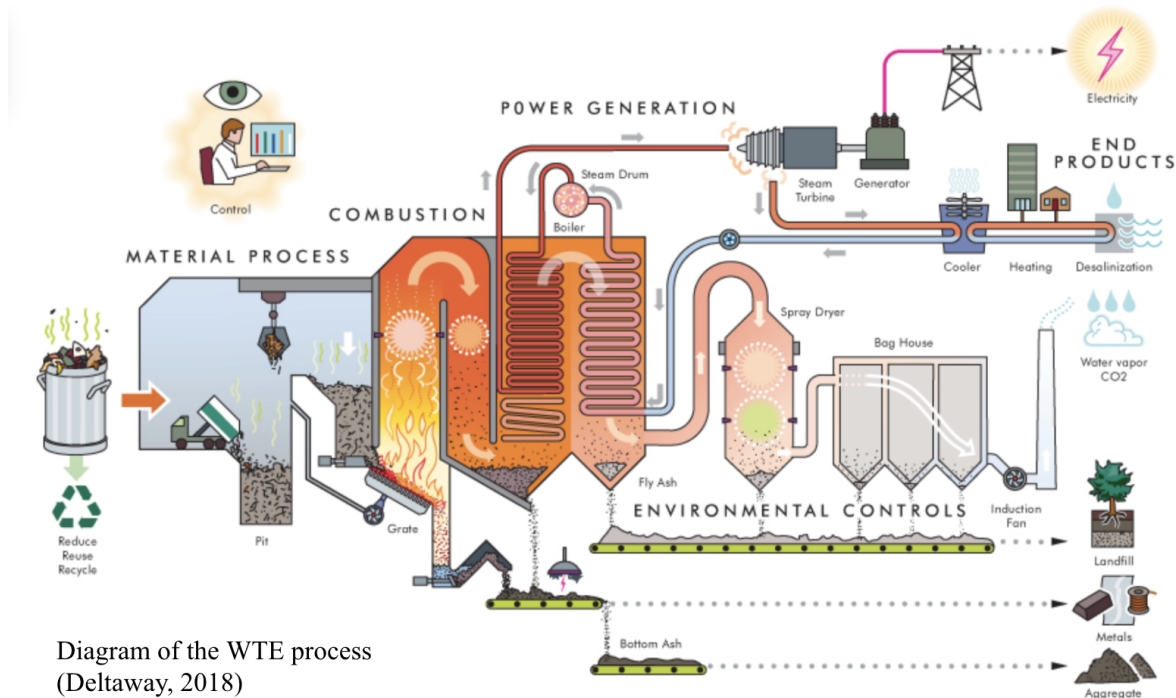 POWER GENERATION
Electricity
END
PRODUCTS
Steam Drum
Steam
Turbine
Generator
Control
COMBUSTION
Boiler
MATERIAL PROCESS
Cooler
Heating
Desalinization
Spray Dryer
Bag House
Water vapor
CO2
Fly Ash
ENVIRONMENTAL CONTROLS
Grate
Pit
Induction
Fan
Reduce
Reuse
Recycle
Landfill
Metals
Bottom Ash
Aggregate
Diagram of the WTE process
(Deltaway, 2018)